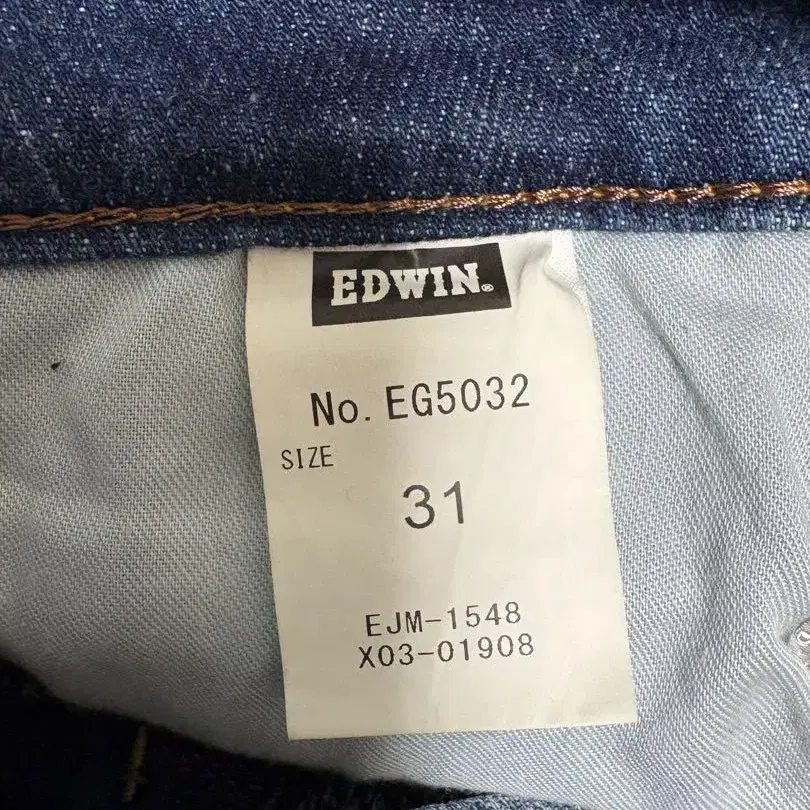 EDWIN®
No. EG5032
SIZE
31
EJM-1548
X03-01908